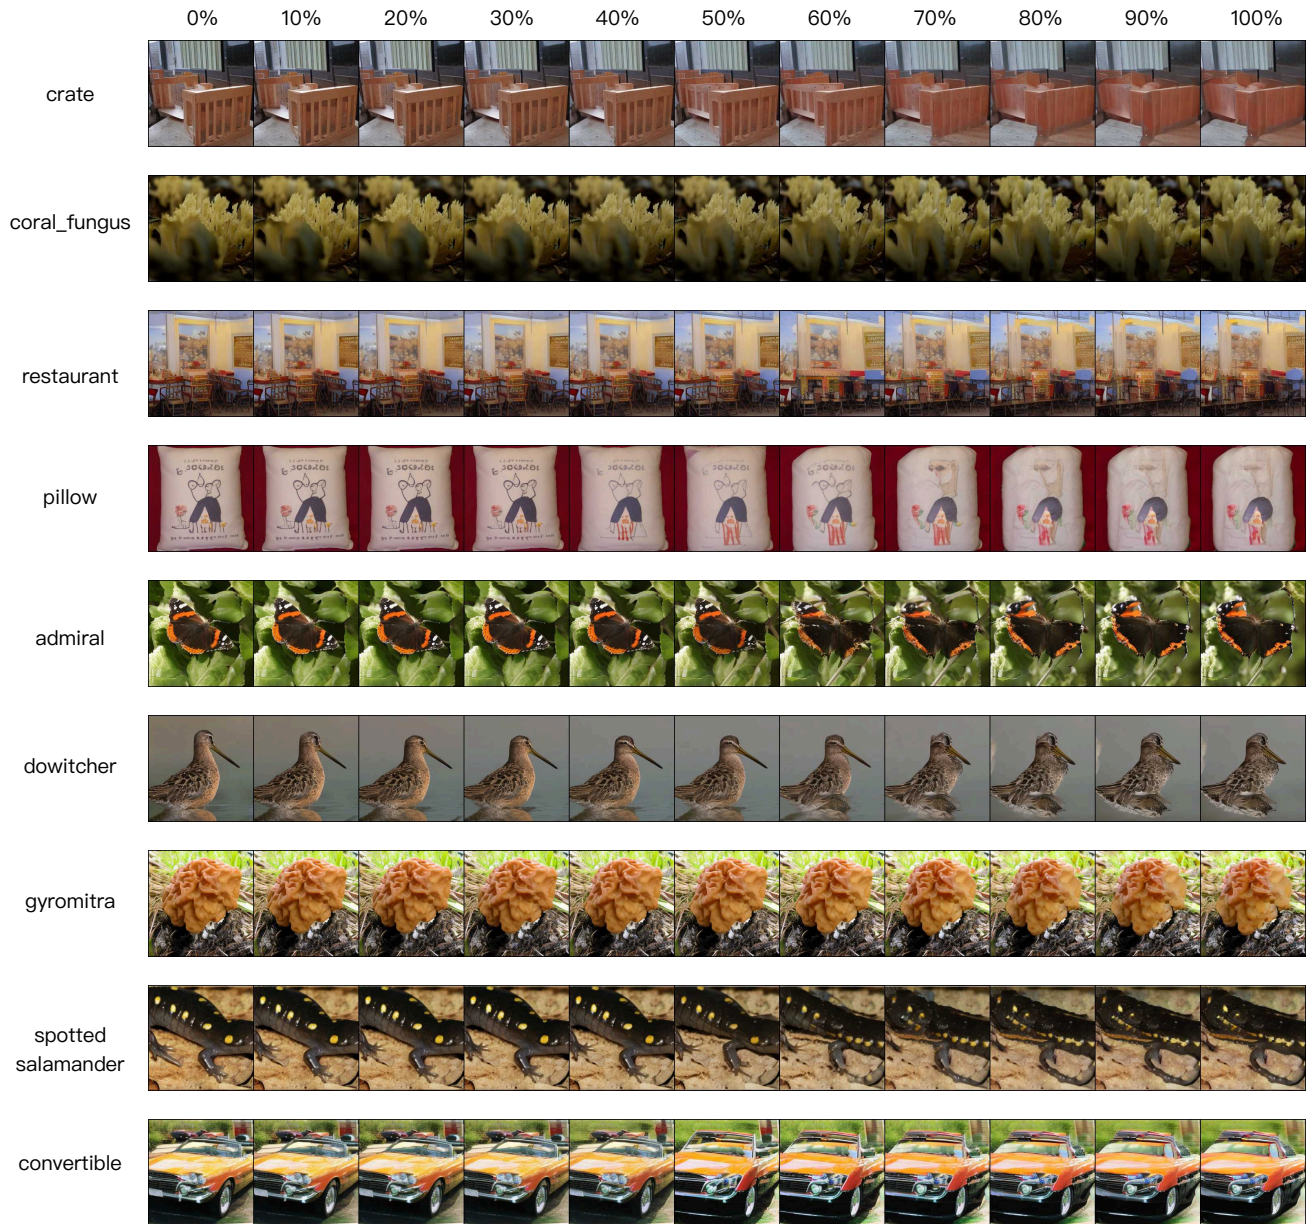 0% 10% 20% 30% 40% 50% 60% 70% 80% 90% 100%
crate
coral_fungus
restaurant
pillow
admiral
dowitcher
gyromitra
spotted
salamander
convertible